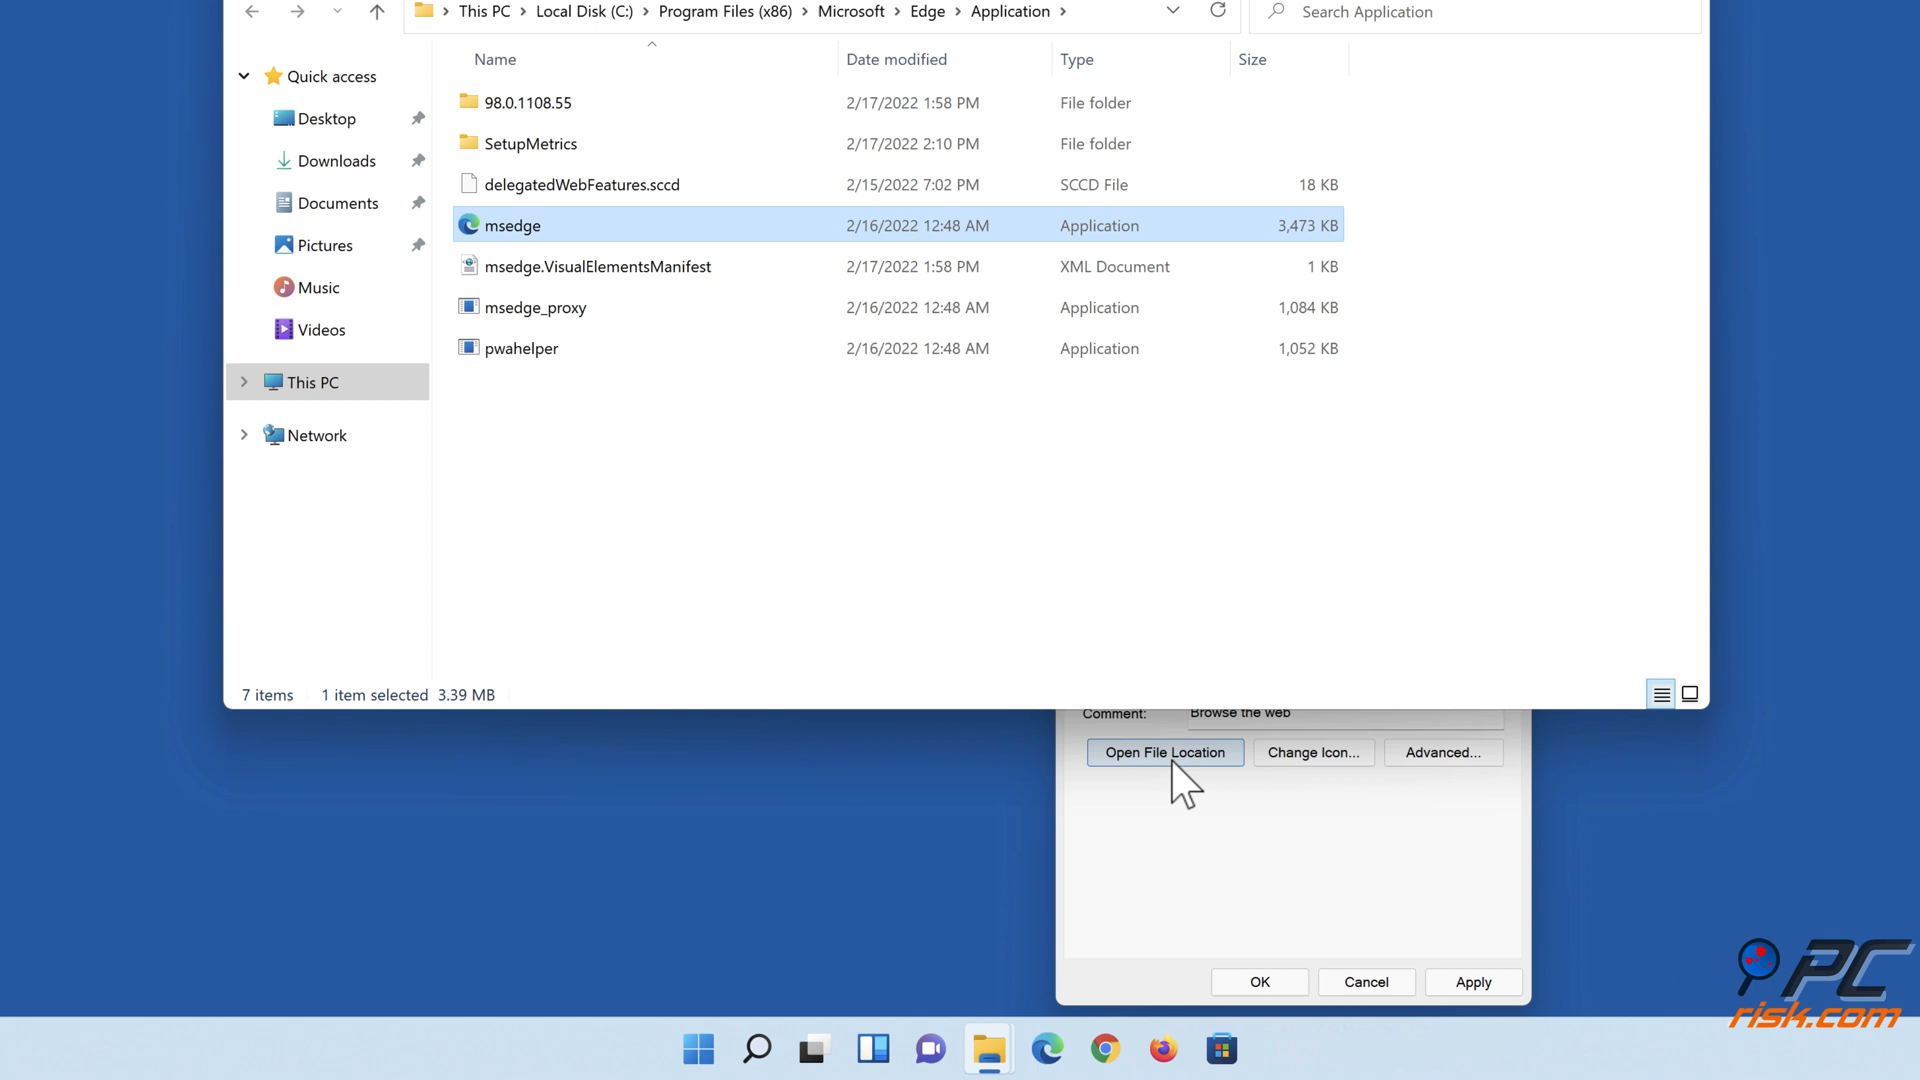 This PC > Local Disk (C:) > Program Files (x86) > Microsoft > Edge > Application >
Search Application
Name Date modified Type Size
Quick access
Desktop
Downloads
Documents
Pictures
Music
Videos
This PC
Network
98.0.1108.55 2/17/2022 1:58 PM File folder
SetupMetrics 2/17/2022 2:10 PM File folder
delegatedWebFeatures.sccd 2/15/2022 7:02 PM SCCD File 18 KB
msedge 2/16/2022 12:48 AM Application 3,473 KB
msedge.VisualElementsManifest 2/17/2022 1:58 PM XML Document 1 KB
msedge_proxy 2/16/2022 12:48 AM Application 1,084 KB
pwahelper 2/16/2022 12:48 AM Application 1,052 KB
7 items 1 item selected 3.39 MB
Comment: Browse the web
Open File Location Change Icon... Advanced...
OK Cancel Apply
PC
risk.com